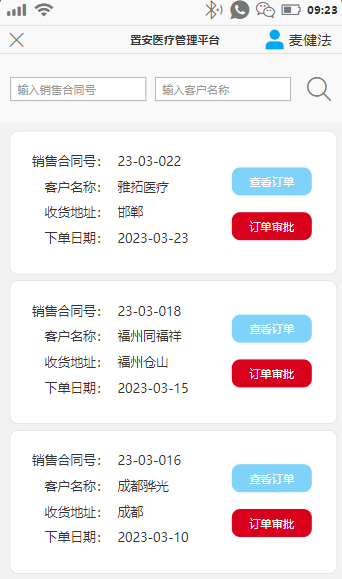 09:23
置安医疗管理平台
麦健法
输入销售合同号 输入客户名称
销售合同号: 23-03-022
客户名称: 雅拓医疗
收货地址: 邯郸
下单日期: 2023-03-23
查看订单
订单审批
销售合同号: 23-03-018
客户名称: 福州同福祥
收货地址: 福州仓山
下单日期: 2023-03-15
查看订单
订单审批
销售合同号: 23-03-016
客户名称: 成都骅光
收货地址: 成都
下单日期: 2023-03-10
查看订单
订单审批